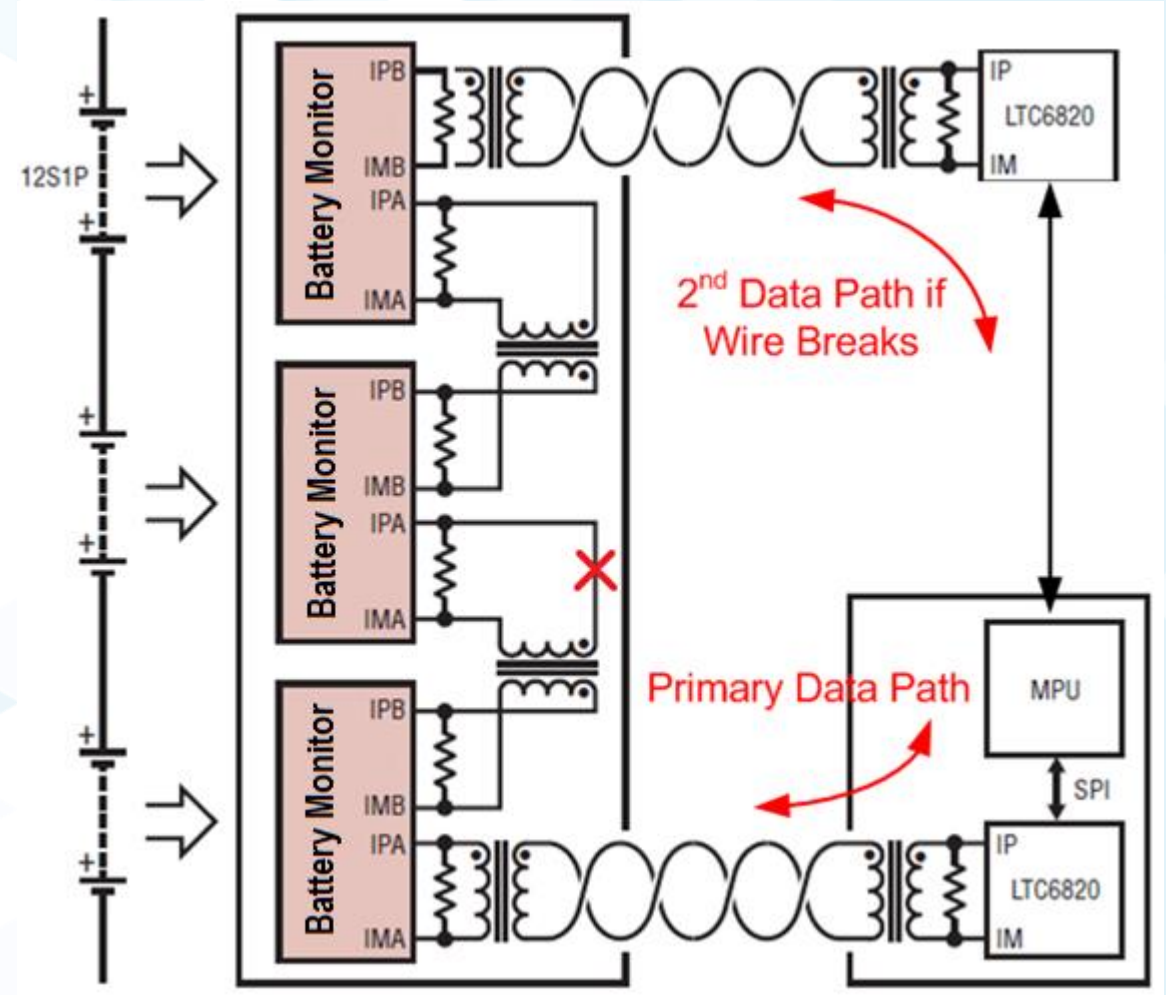 +
12S1P
+
Battery Monitor
IPB
IMB
IPA
IMA
IP
LTC6820
IM
2nd Data Path if
Wire Breaks
+
+
Battery Monitor
IPB
IMB
IPA
IMA
+
+
Battery Monitor
IPB
IMB
IPA
IMA
Primary Data Path
MPU
SPI
IP
LTC6820
IM